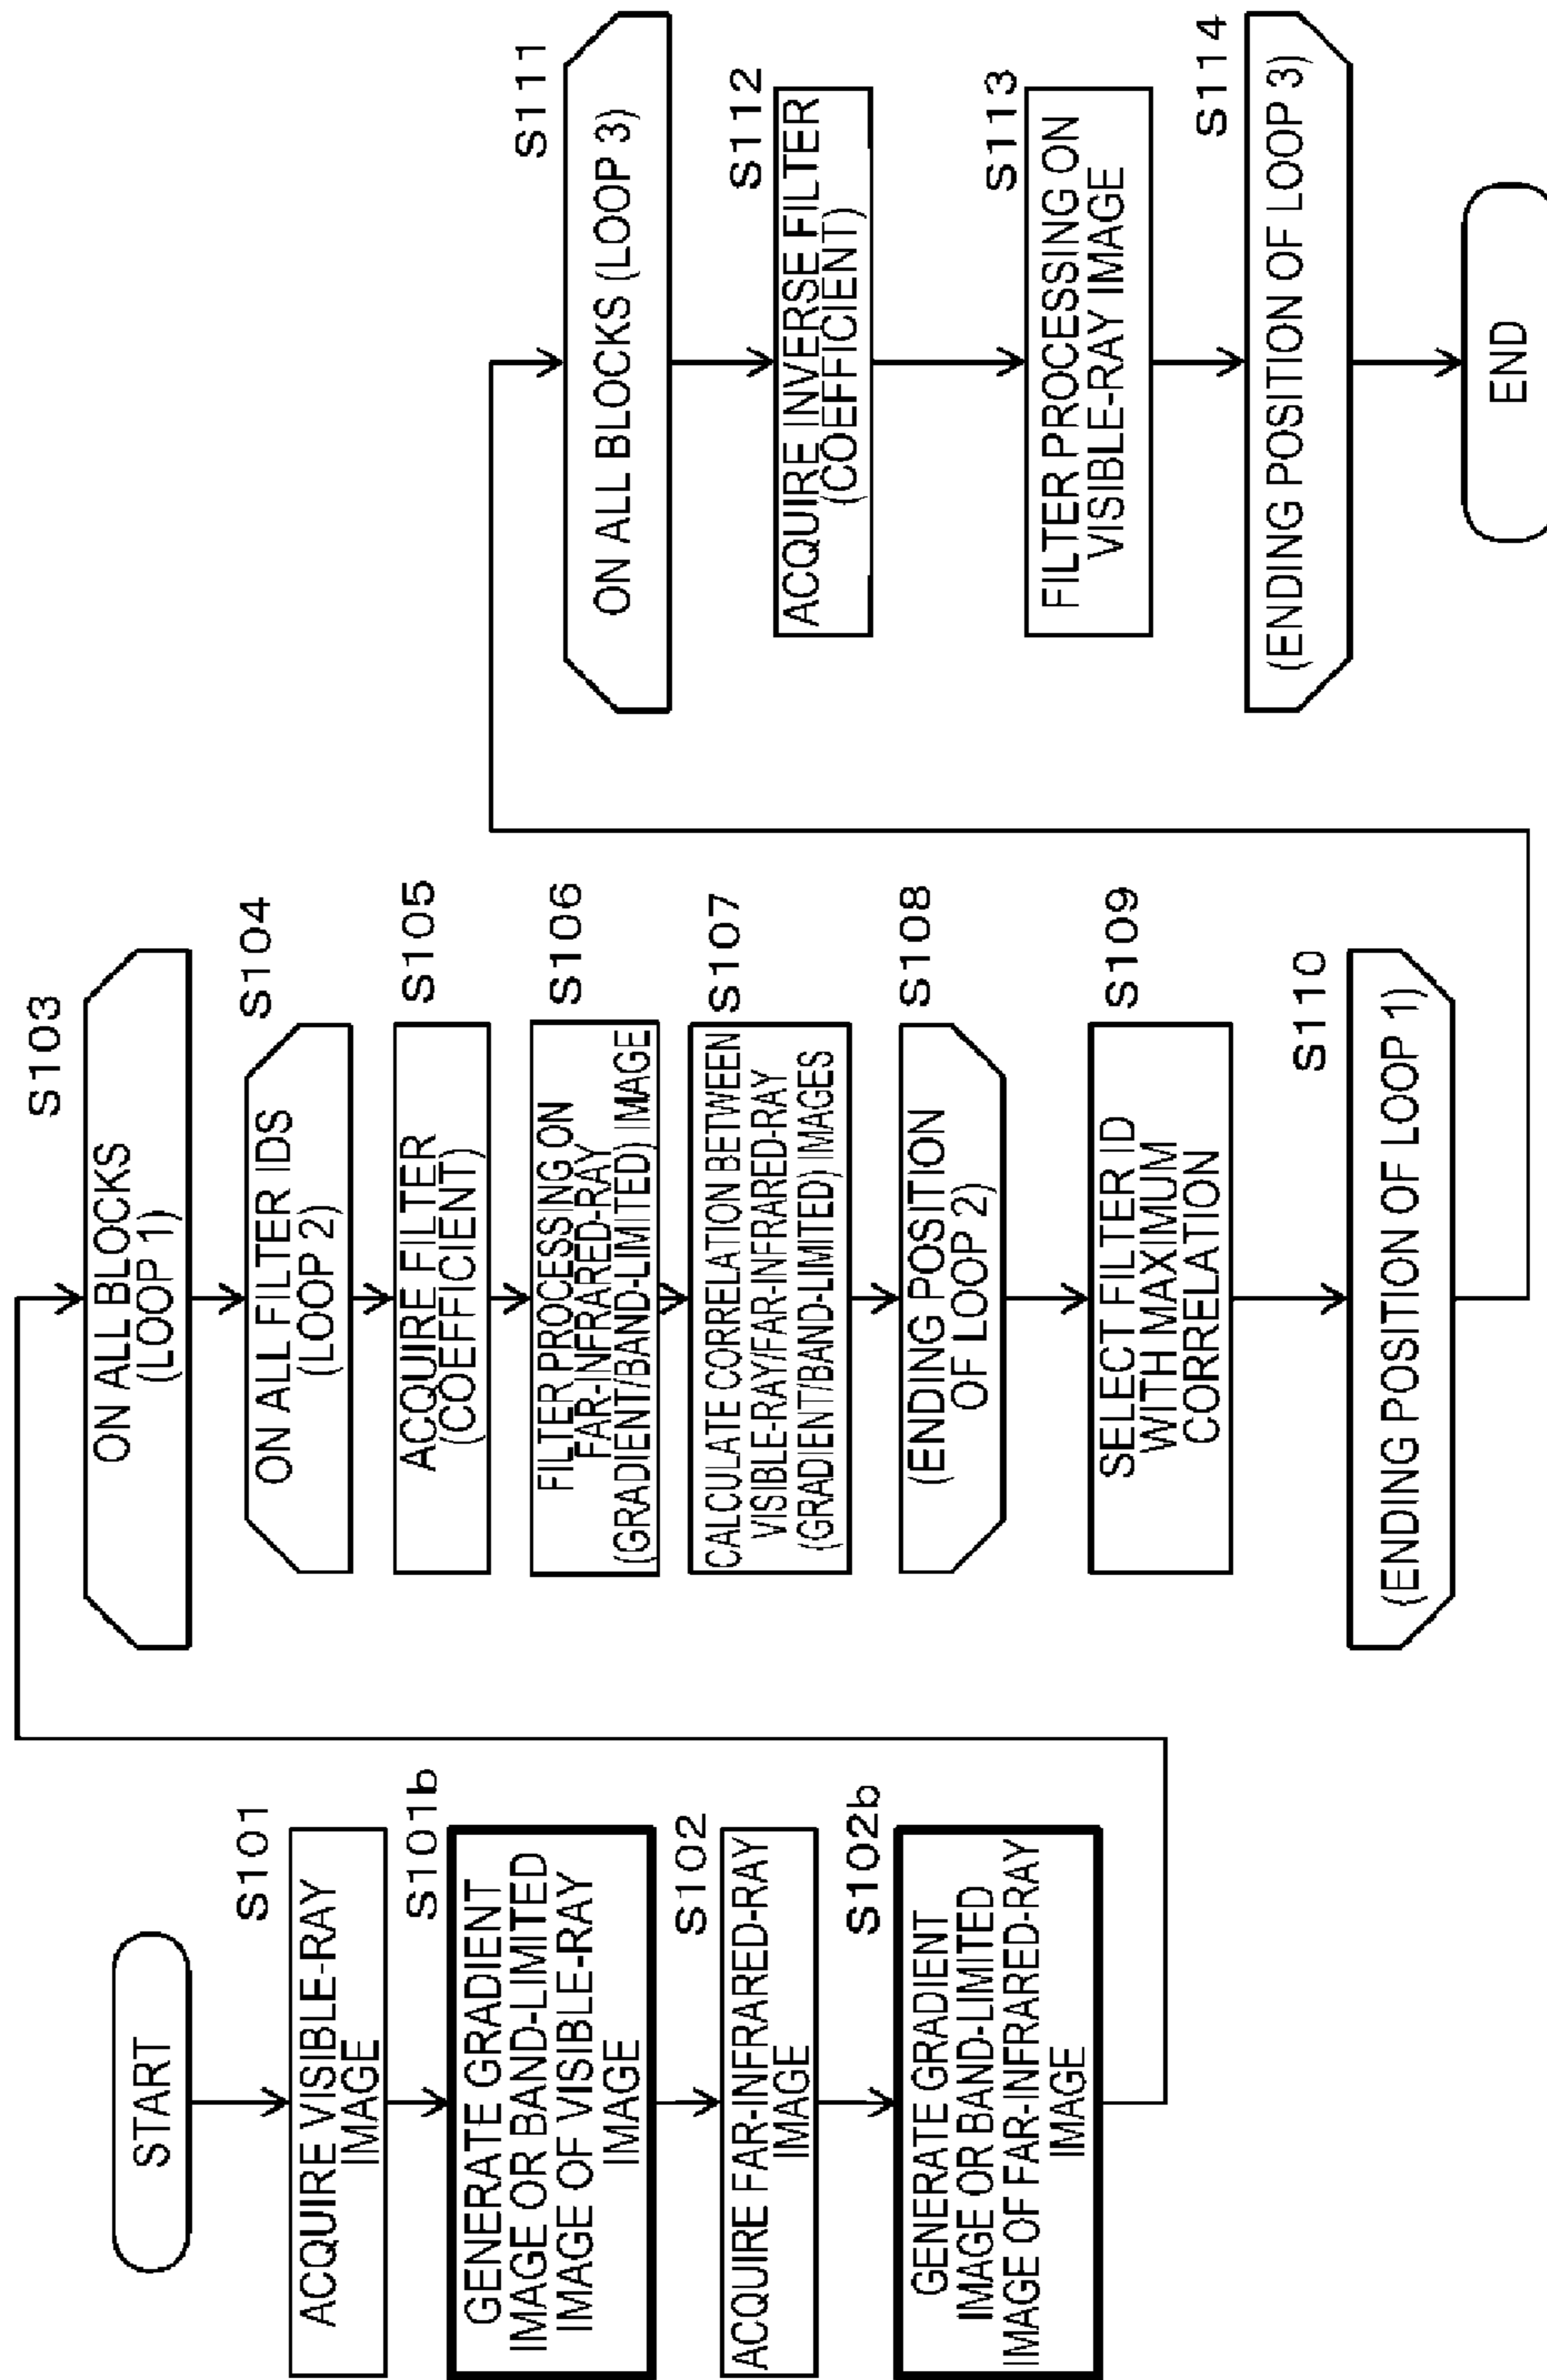 START
S101
ACQUIRE VISIBLE-RAY
IMAGE
S101b
GENERATE GRADIENT
IMAGE OR BAND-LIMITED
IMAGE OF VISIBLE-RAY
IMAGE
S102
ACQUIRE FAR-INFRARED-RAY
IMAGE
S102b
GENERATE GRADIENT
IMAGE OR BAND-LIMITED
IMAGE OF FAR-INFRARED-RAY
IMAGE
S103
ON ALL BLOCKS
(LOOP 1)
S104
ON ALL FILTER IDS
(LOOP 2)
S105
ACQUIRE FILTER
(COEFFICIENT)
S106
FILTER PROCESSING ON
FAR-INFRARED-RAY
(GRADIENT/BAND-LIMITED) IMAGE
S107
CALCULATE CORRELATION BETWEEN
VISIBLE-RAY/FAR-INFRARED-RAY
(GRADIENT/BAND-LIMITED) IMAGES
S108
(ENDING POSITION
OF LOOP 2)
S109
SELECT FILTER ID
WITH MAXIMUM
CORRELATION
S110
(ENDING POSITION OF LOOP 1)
S111
ON ALL BLOCKS (LOOP 3)
S112
ACQUIRE INVERSE FILTER
(COEFFICIENT)
S113
FILTER PROCESSING ON
VISIBLE-RAY IMAGE
S114
(ENDING POSITION OF LOOP 3)
END